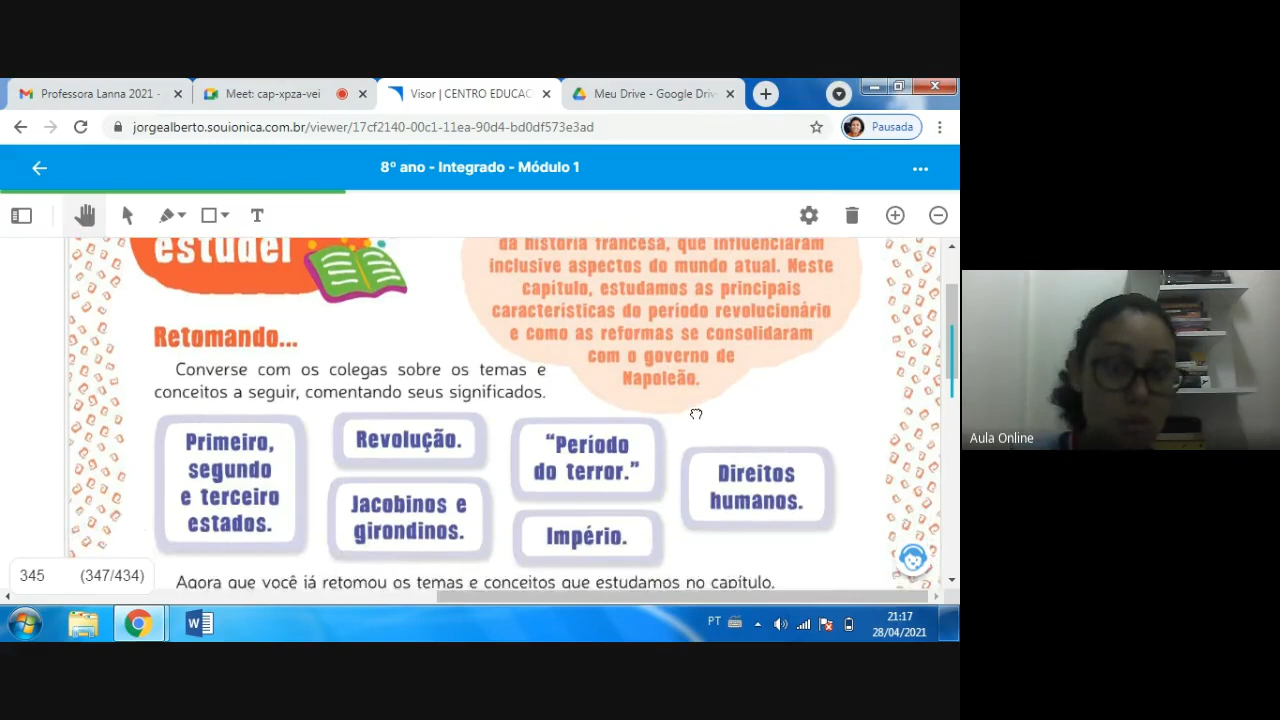 Professora Lanna 2021 -
Meet: cap-xpza-vei
Visor | CENTRO EDUCAC
Meu Drive - Google Driv
jorgealberto.souionica.com.br/viewer/17cf2140-00c1-11ea-90d4-bd0df573e3ad
Pausada
8º ano - Integrado - Módulo 1
T
estudei
da história francesa, que influenciaram
inclusive aspectos do mundo atual. Neste
capítulo, estudamos as principais
características do período revolucionário
e como as reformas se consolidaram
com o governo de
Napoleão.
Retomando...
Converse com os colegas sobre os temas e
conceitos a seguir, comentando seus significados.
Primeiro,
segundo
e terceiro
estados.
Revolução.
Jacobinos e
girondinos.
"Período
do terror."
Império.
Direitos
humanos.
Agora que você já retomou os temas e conceitos que estudamos no capítulo,
345 (347/434)
PT
21:17
28/04/2021
Aula Online